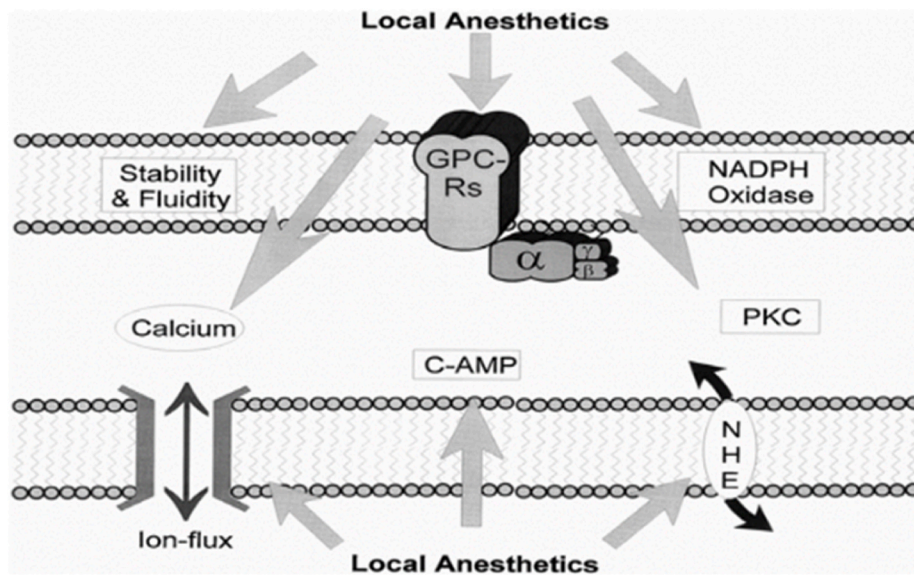 Local Anesthetics
GPC-
Rs
Stability
& Fluidity
NADPH
Oxidase
α
γ
β
Calcium
PKC
C-AMP
N
H
E
Ion-flux
Local Anesthetics